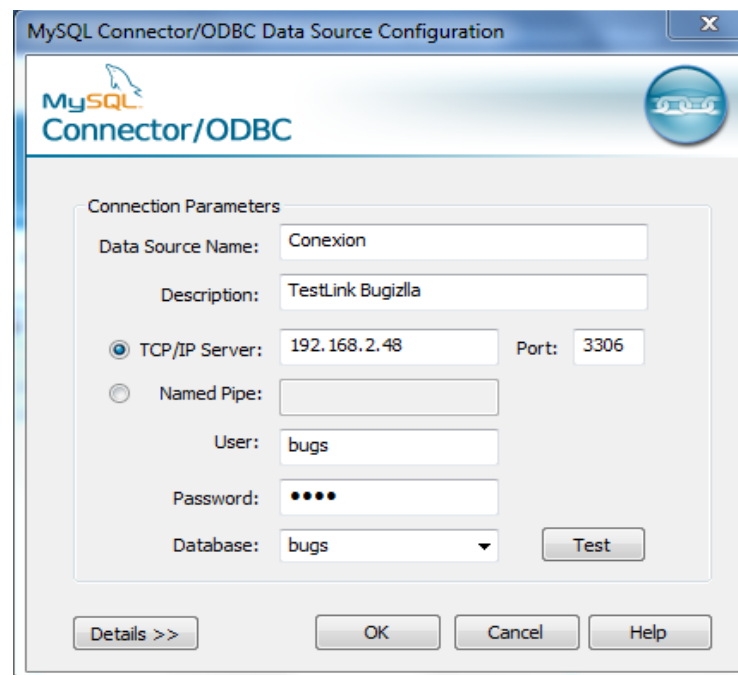 MySQL Connector/ODBC Data Source Configuration
X
MySQL
Connector/ODBC
Connection Parameters
Data Source Name: Conexion
Description: TestLink Bugizlla
TCP/IP Server: 192.168.2.48 Port: 3306
Named Pipe:
User: bugs
Password: ••••
Database: bugs Test
Details >> OK Cancel Help